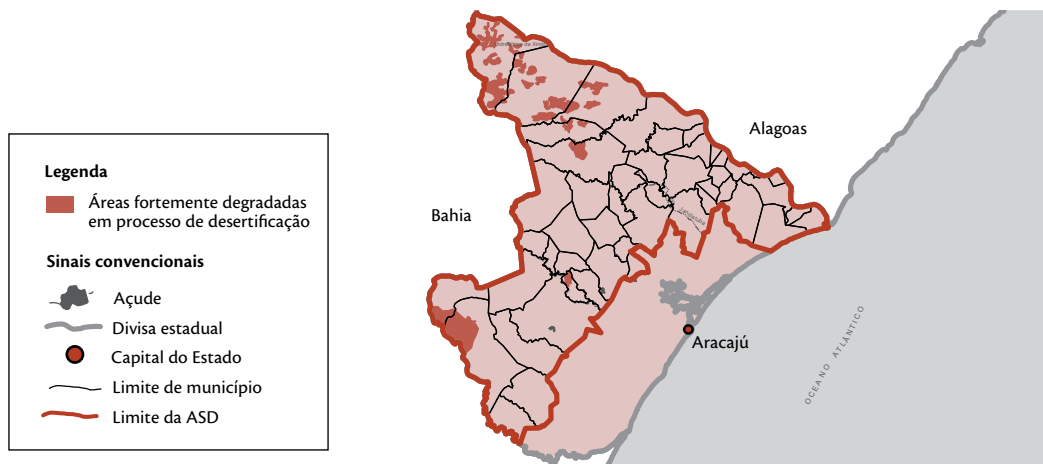 Legenda
Áreas fortemente degradadas
em processo de desertificação
Sinais convencionais
Açude
Divisa estadual
Capital do Estado
Limite de município
Limite da ASD
Alagoas
Bahia
Aracajú
OCEANO ATLÂNTICO